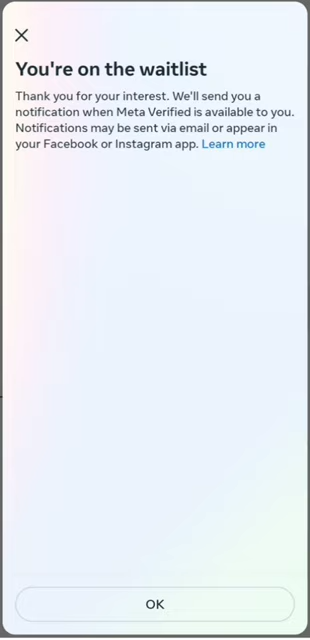 You're on the waitlist
Thank you for your interest. We'll send you a
notification when Meta Verified is available to you.
Notifications may be sent via email or appear in
your Facebook or Instagram app. Learn more
OK